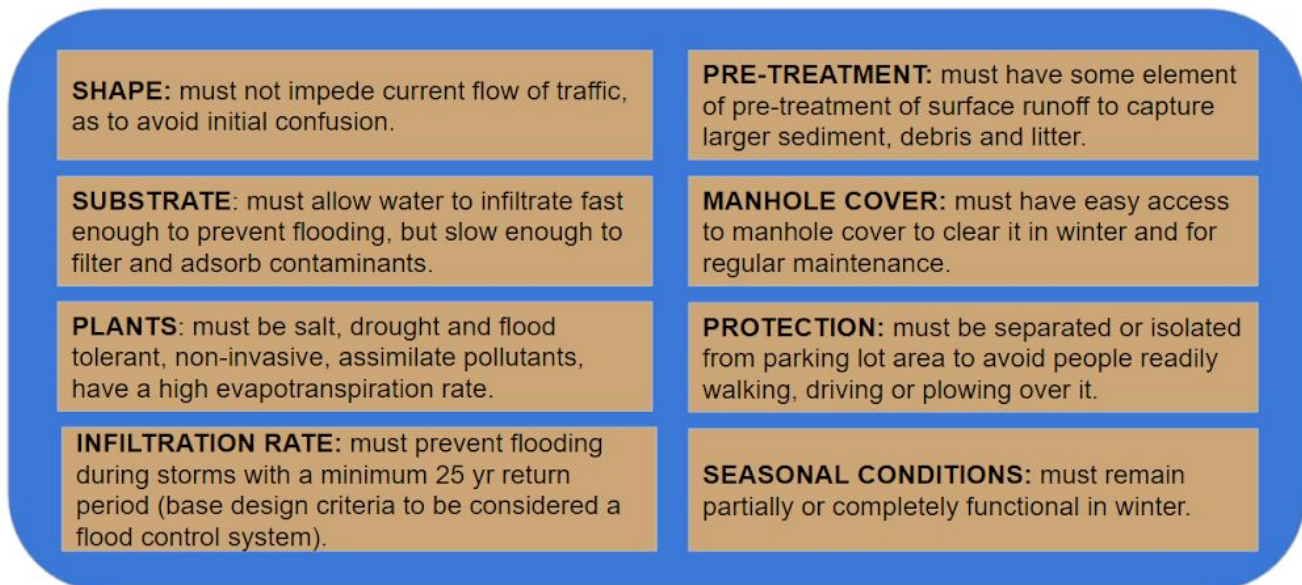 SHAPE: must not impede current flow of traffic,
as to avoid initial confusion.
SUBSTRATE: must allow water to infiltrate fast
enough to prevent flooding, but slow enough to
filter and adsorb contaminants.
PLANTS: must be salt, drought and flood
tolerant, non-invasive, assimilate pollutants,
have a high evapotranspiration rate.
INFILTRATION RATE: must prevent flooding
during storms with a minimum 25 yr return
period (base design criteria to be considered a
flood control system).
PRE-TREATMENT: must have some element
of pre-treatment of surface runoff to capture
larger sediment, debris and litter.
MANHOLE COVER: must have easy access
to manhole cover to clear it in winter and for
regular maintenance.
PROTECTION: must be separated or isolated
from parking lot area to avoid people readily
walking, driving or plowing over it.
SEASONAL CONDITIONS: must remain
partially or completely functional in winter.